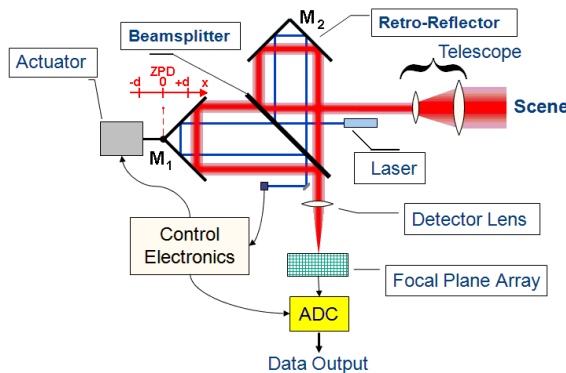 M2
Beamsplitter
Retro-Reflector
Telescope
Actuator
ZPD
-d 0 +d x
Scene
M1
Laser
Detector Lens
Control
Electronics
Focal Plane Array
ADC
Data Output